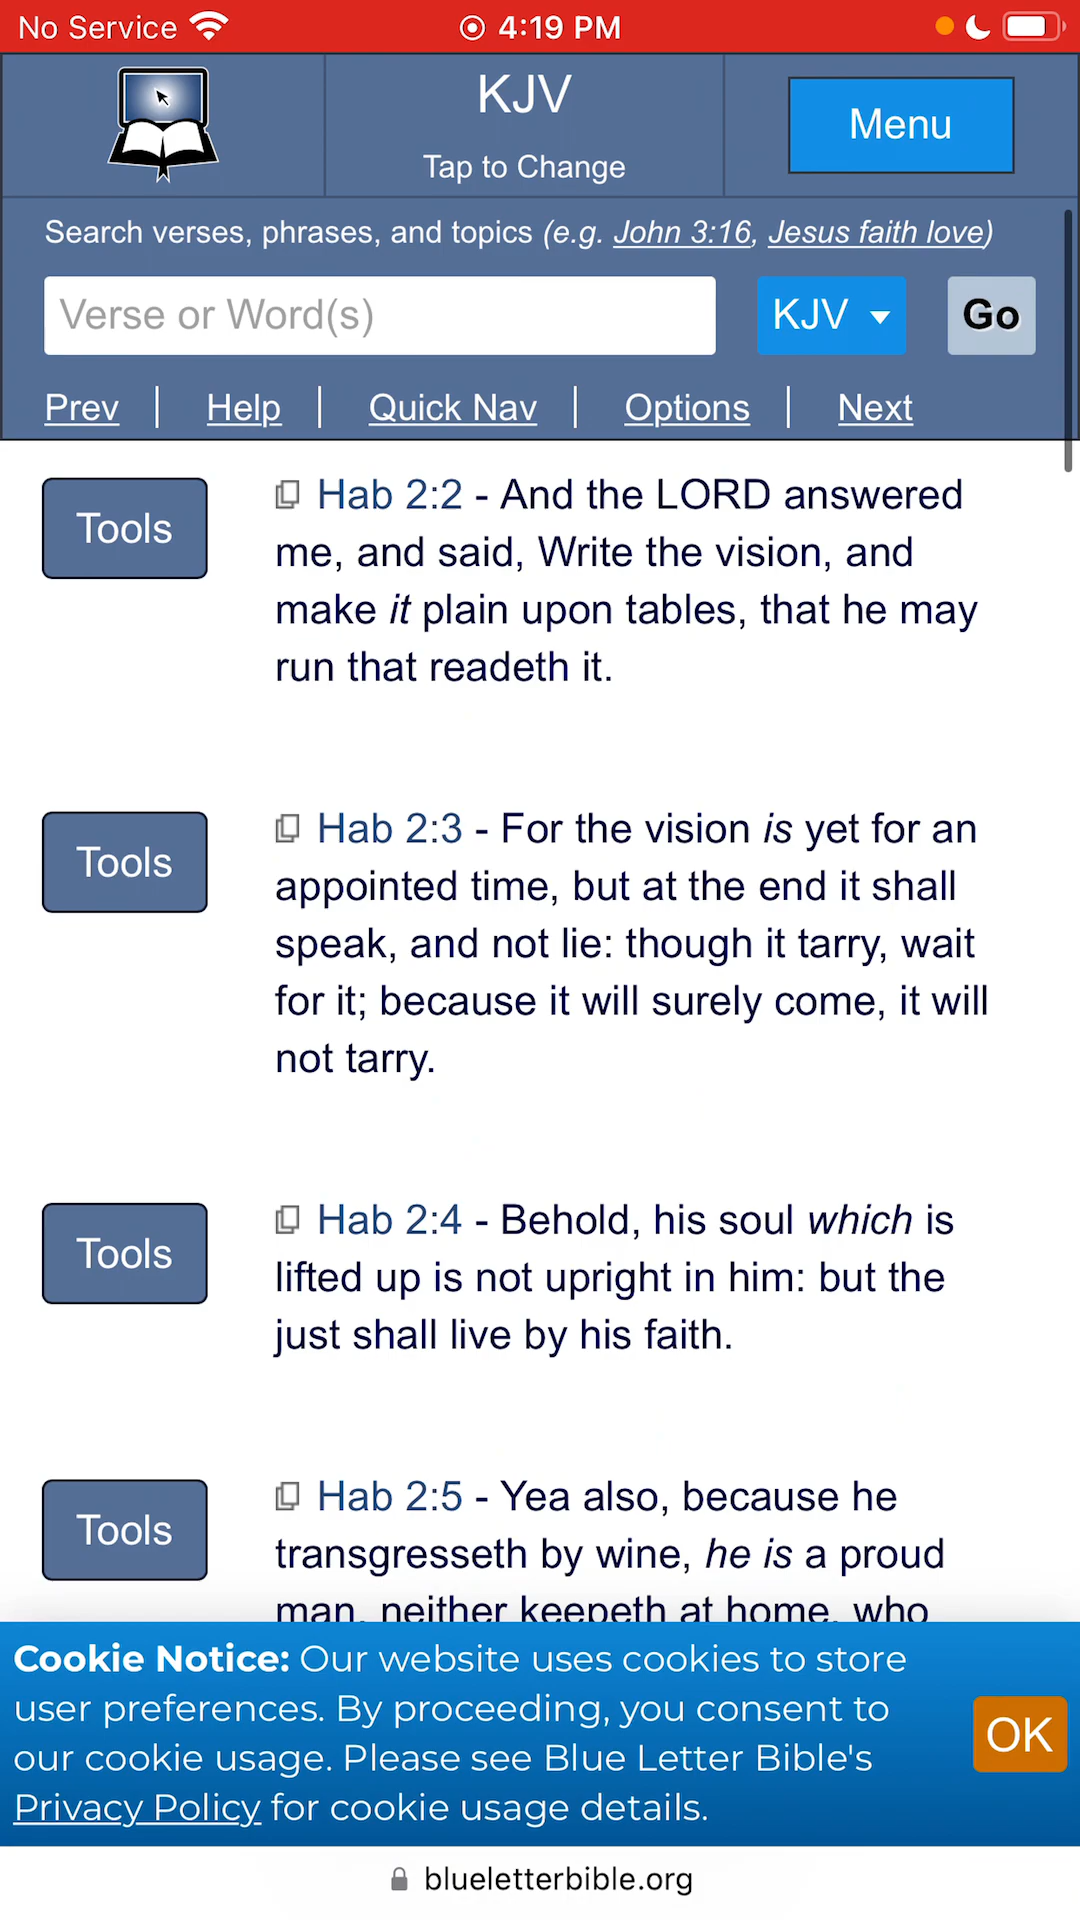 No Service 4:19 PM
KJV
Tap to Change
Menu
Search verses, phrases, and topics (e.g. John 3:16, Jesus faith love)
Verse or Word(s) KJV Go
Prev | Help | Quick Nav | Options | Next
Tools
Hab 2:2 - And the LORD answered
me, and said, Write the vision, and
make it plain upon tables, that he may
run that readeth it.
Tools
Hab 2:3 - For the vision is yet for an
appointed time, but at the end it shall
speak, and not lie: though it tarry, wait
for it; because it will surely come, it will
not tarry.
Tools
Hab 2:4 - Behold, his soul which is
lifted up is not upright in him: but the
just shall live by his faith.
Tools
Hab 2:5 - Yea also, because he
transgresseth by wine, he is a proud
man, neither keepeth at home, who
Cookie Notice: Our website uses cookies to store
user preferences. By proceeding, you consent to
our cookie usage. Please see Blue Letter Bible's
Privacy Policy for cookie usage details.
OK
blueletterbible.org